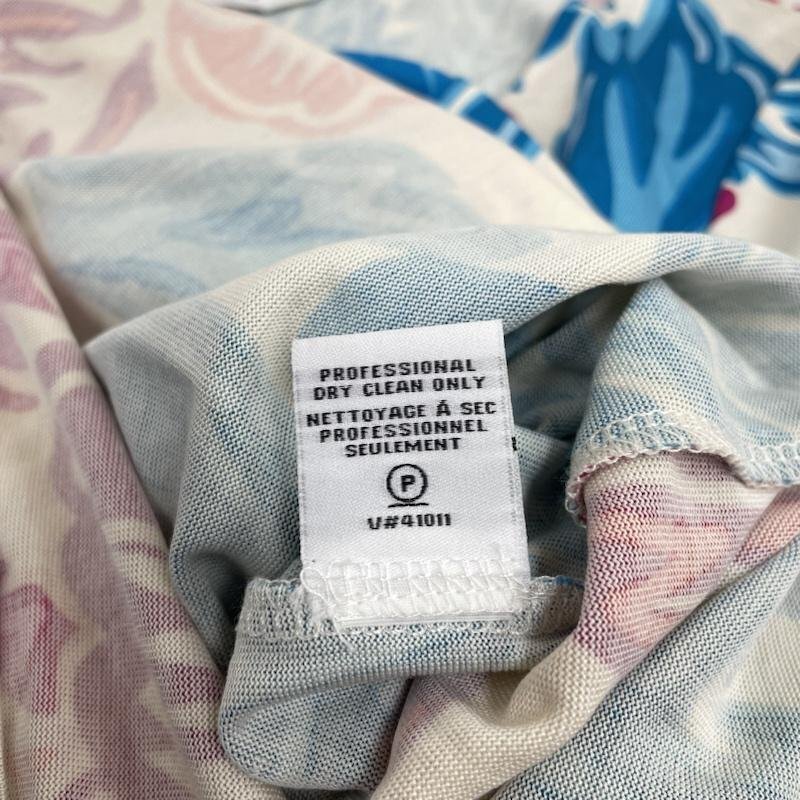 PROFESSIONAL
DRY CLEAN ONLY
NETTOYAGE Á SEC
PROFESSIONNEL
SEULEMENT
P
V#41011